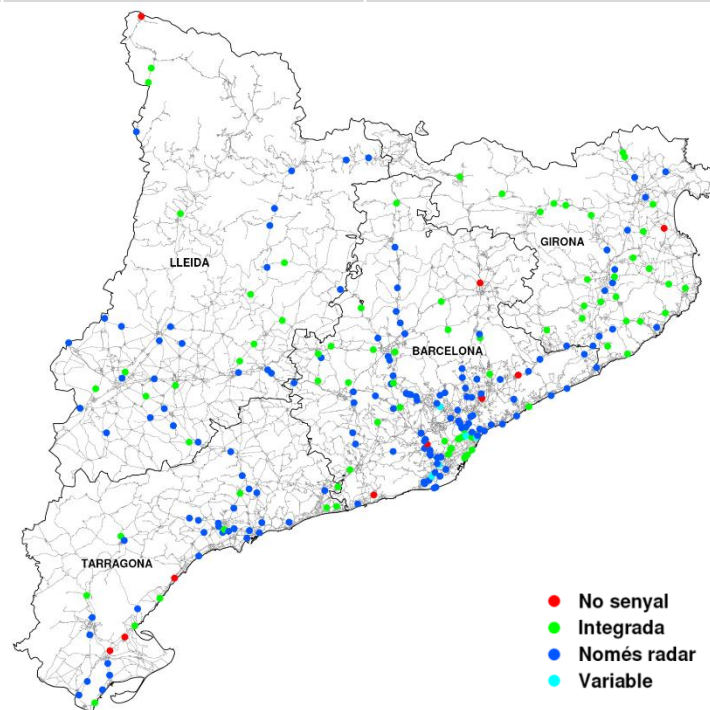 GIRONA
LLEIDA
BARCELONA
TARRAGONA
No senyal
Integrada
Només radar
Variable